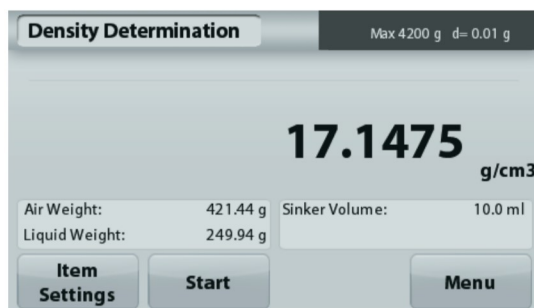 Density Determination
Max 4200 g d= 0.01 g
17.1475
g/cm3
Air Weight: 421.44 g Sinker Volume: 10.0 ml
Liquid Weight: 249.94 g
Item Settings
Start
Menu